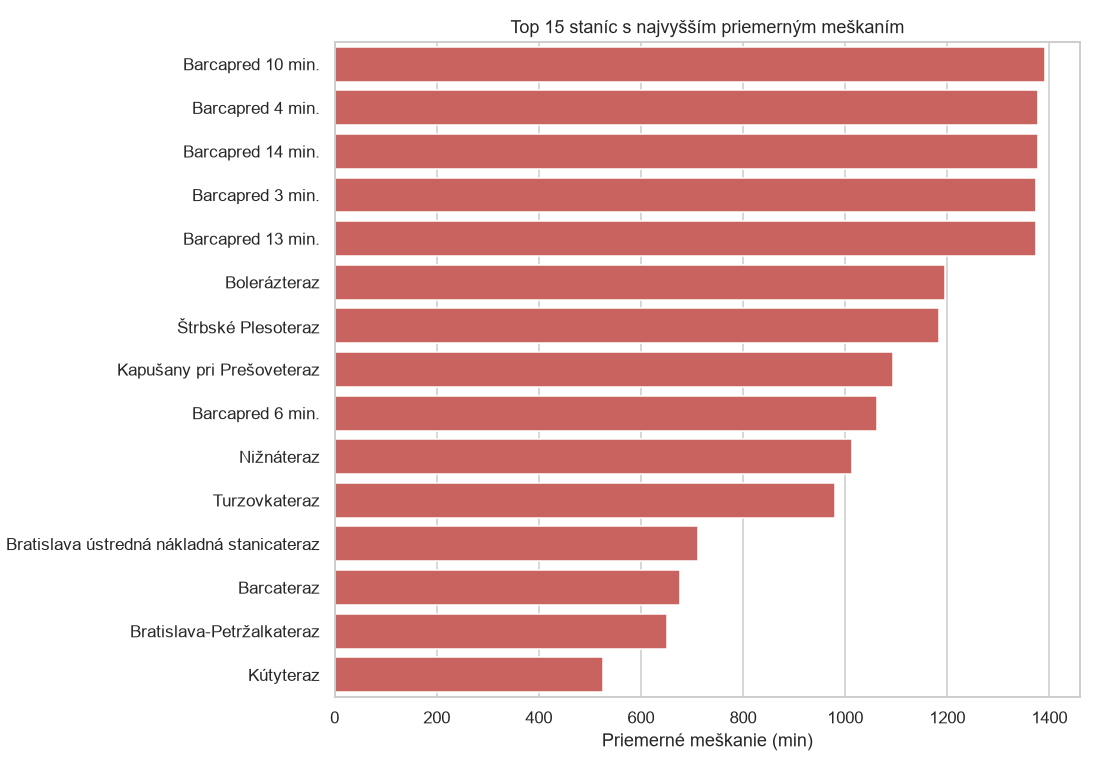 Top 15 staníc s najvyšším priemerným meškaním
Barcapred 10 min.
Barcapred 4 min.
Barcapred 14 min.
Barcapred 3 min.
Barcapred 13 min.
Bolerázteraz
Štrbské Plesoteraz
Kapušany pri Prešoveteraz
Barcapred 6 min.
Nižnáteraz
Turzovkateraz
Bratislava ústredná nákladná stanicateraz
Barcateraz
Bratislava-Petržalkateraz
Kútyteraz
0 200 400 600 800 1000 1200 1400
Priemerné meškanie (min)